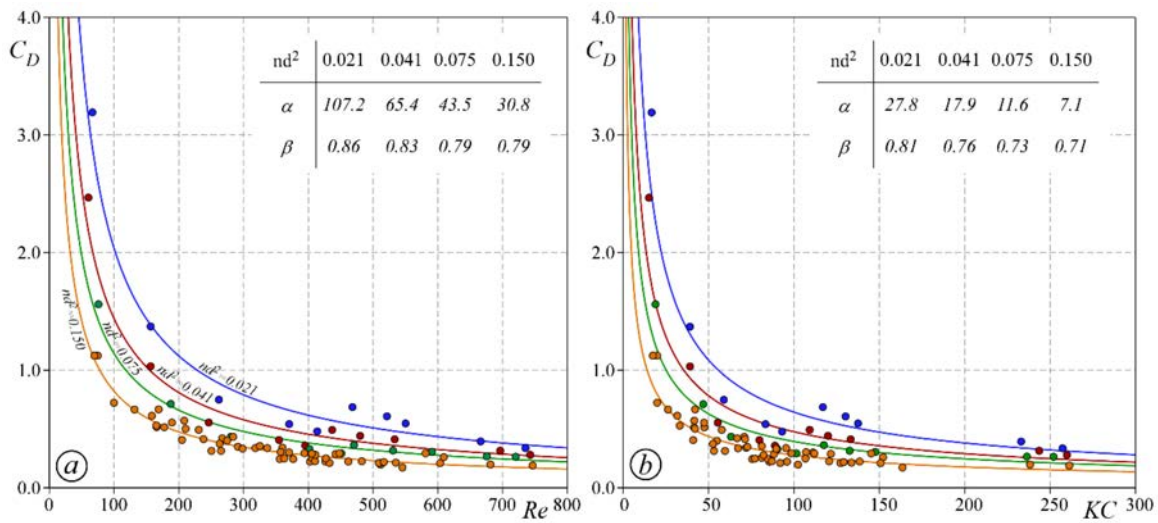 4.0
C_D
3.0
2.0
1.0
0.0
0 100 200 300 400 500 600 700 800
Re
a
nd² 0.021 0.041 0.075 0.150
α 107.2 65.4 43.5 30.8
β 0.86 0.83 0.79 0.79
nd²=0.150
nd²=0.075
nd²=0.041
nd²=0.021
4.0
C_D
3.0
2.0
1.0
0.0
0 50 100 150 200 250 300
KC
b
nd² 0.021 0.041 0.075 0.150
α 27.8 17.9 11.6 7.1
β 0.81 0.76 0.73 0.71